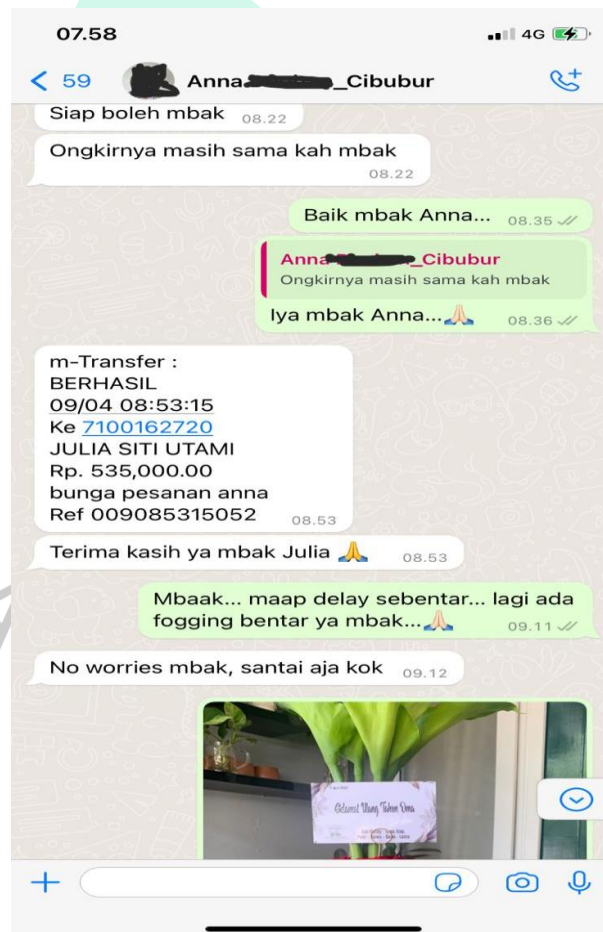 07.58
4G
59
Anna
_Cibubur
Siap boleh mbak 08.22
Ongkirnya masih sama kah mbak
08.22
Baik mbak Anna... 08.35
Anna
_Cibubur
Ongkirnya masih sama kah mbak
Iya mbak Anna...🙏🏻 08.36
m-Transfer :
BERHASIL
09/04 08:53:15
Ke 7100162720
JULIA SITI UTAMI
Rp. 535,000.00
bunga pesanan anna
Ref 009085315052 08.53
Terima kasih ya mbak Julia 🙏 08.53
Mbaak... maap delay sebentar... lagi ada
fogging bentar ya mbak...🙏🏻 09.11
No worries mbak, santai aja kok 09.12
Selamat Ulang Tahun Oma